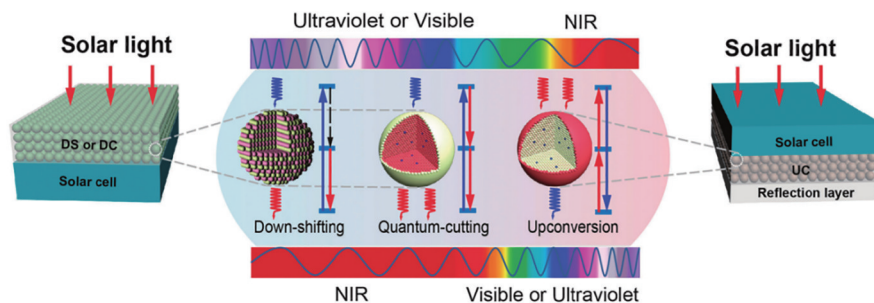 Ultraviolet or Visible
NIR
Solar light
Solar light
DS or DC
Solar cell
Solar cell
UC
Reflection layer
Down-shifting
Quantum-cutting
Upconversion
NIR
Visible or Ultraviolet